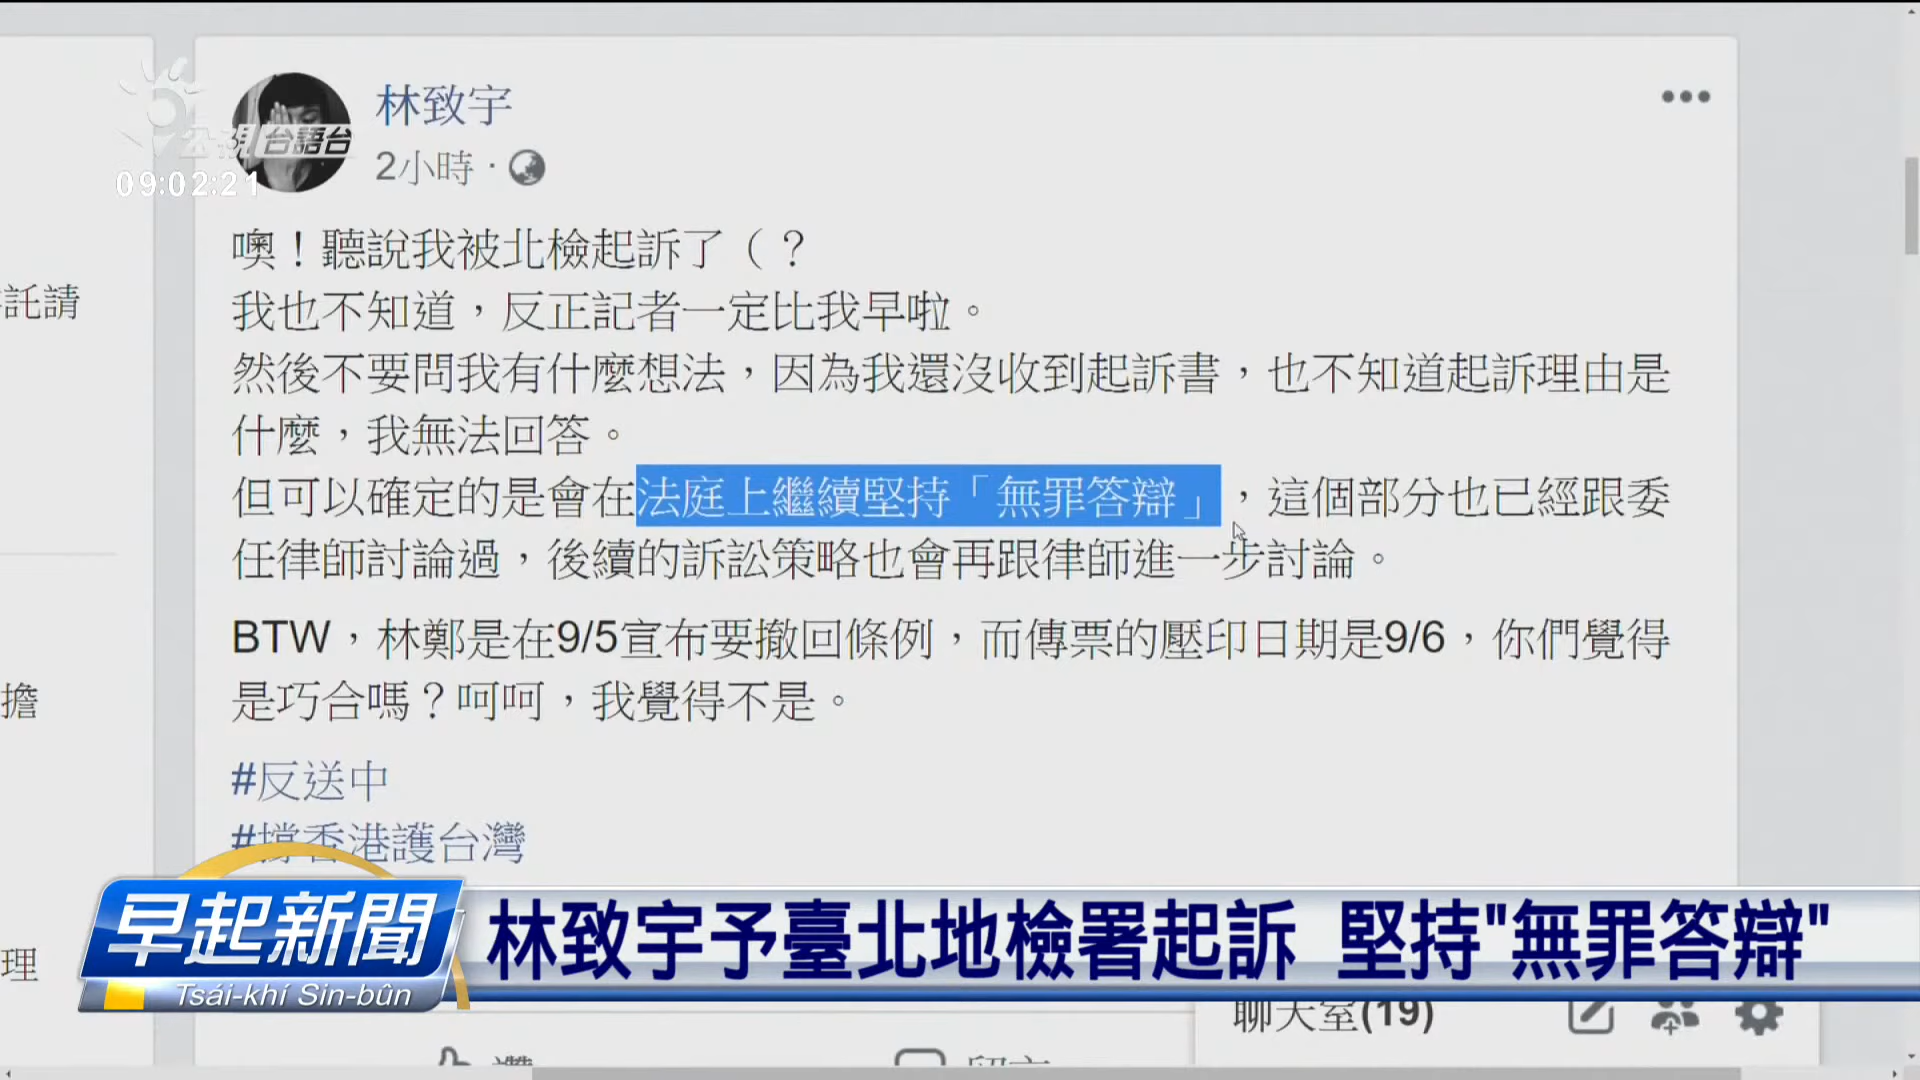 林致宇
公視 台語台
2小時 ·
09:02:21
噢！聽說我被北檢起訴了（？
我也不知道，反正記者一定比我早啦。
然後不要問我有什麼想法，因為我還沒收到起訴書，也不知道起訴理由是
什麼，我無法回答。
但可以確定的是會在法庭上繼續堅持「無罪答辯」，這個部分也已經跟委
任律師討論過，後續的訴訟策略也會再跟律師進一步討論。
BTW，林鄭是在9/5宣布要撤回條例，而傳票的壓印日期是9/6，你們覺得
是巧合嗎？呵呵，我覺得不是。
#反送中
#撐香港護台灣
託請
擔
理
早起新聞
Tsái-khí Sin-bûn
林致宇予臺北地檢署起訴 堅持"無罪答辯"
聊天室(19)
讚
留言